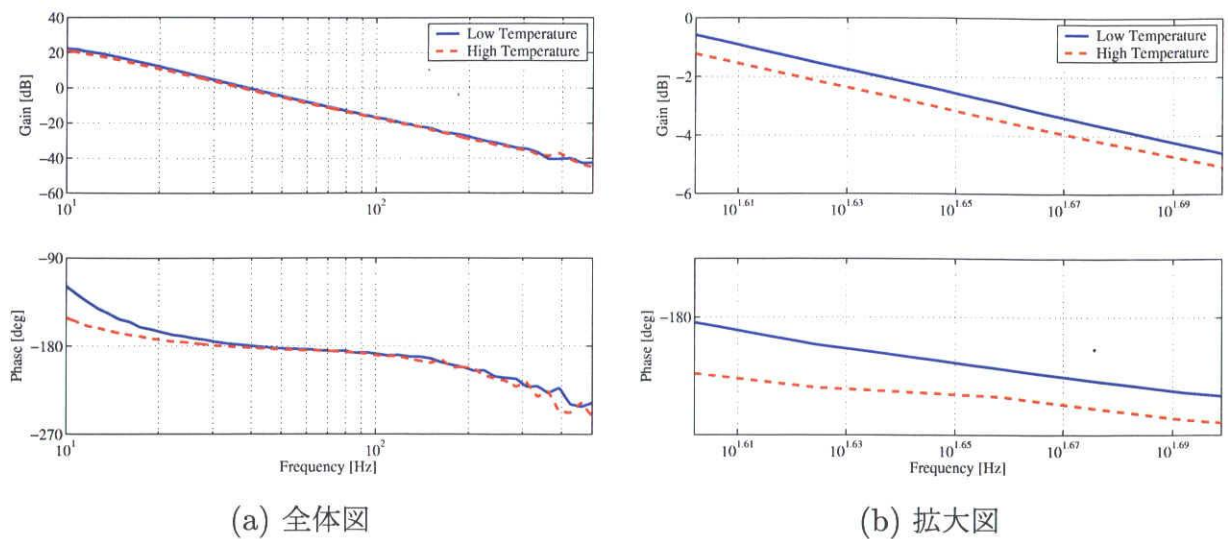 40
20
0
−20
−40
−60
Gain [dB]
Low Temperature
High Temperature
10^1
10^2
−90
−180
−270
Phase [deg]
10^1
10^2
Frequency [Hz]
(a) 全体図
0
−2
−4
−6
Gain [dB]
Low Temperature
High Temperature
10^1.61
10^1.63
10^1.65
10^1.67
10^1.69
−180
Phase [deg]
10^1.61
10^1.63
10^1.65
10^1.67
10^1.69
Frequency [Hz]
(b) 拡大図